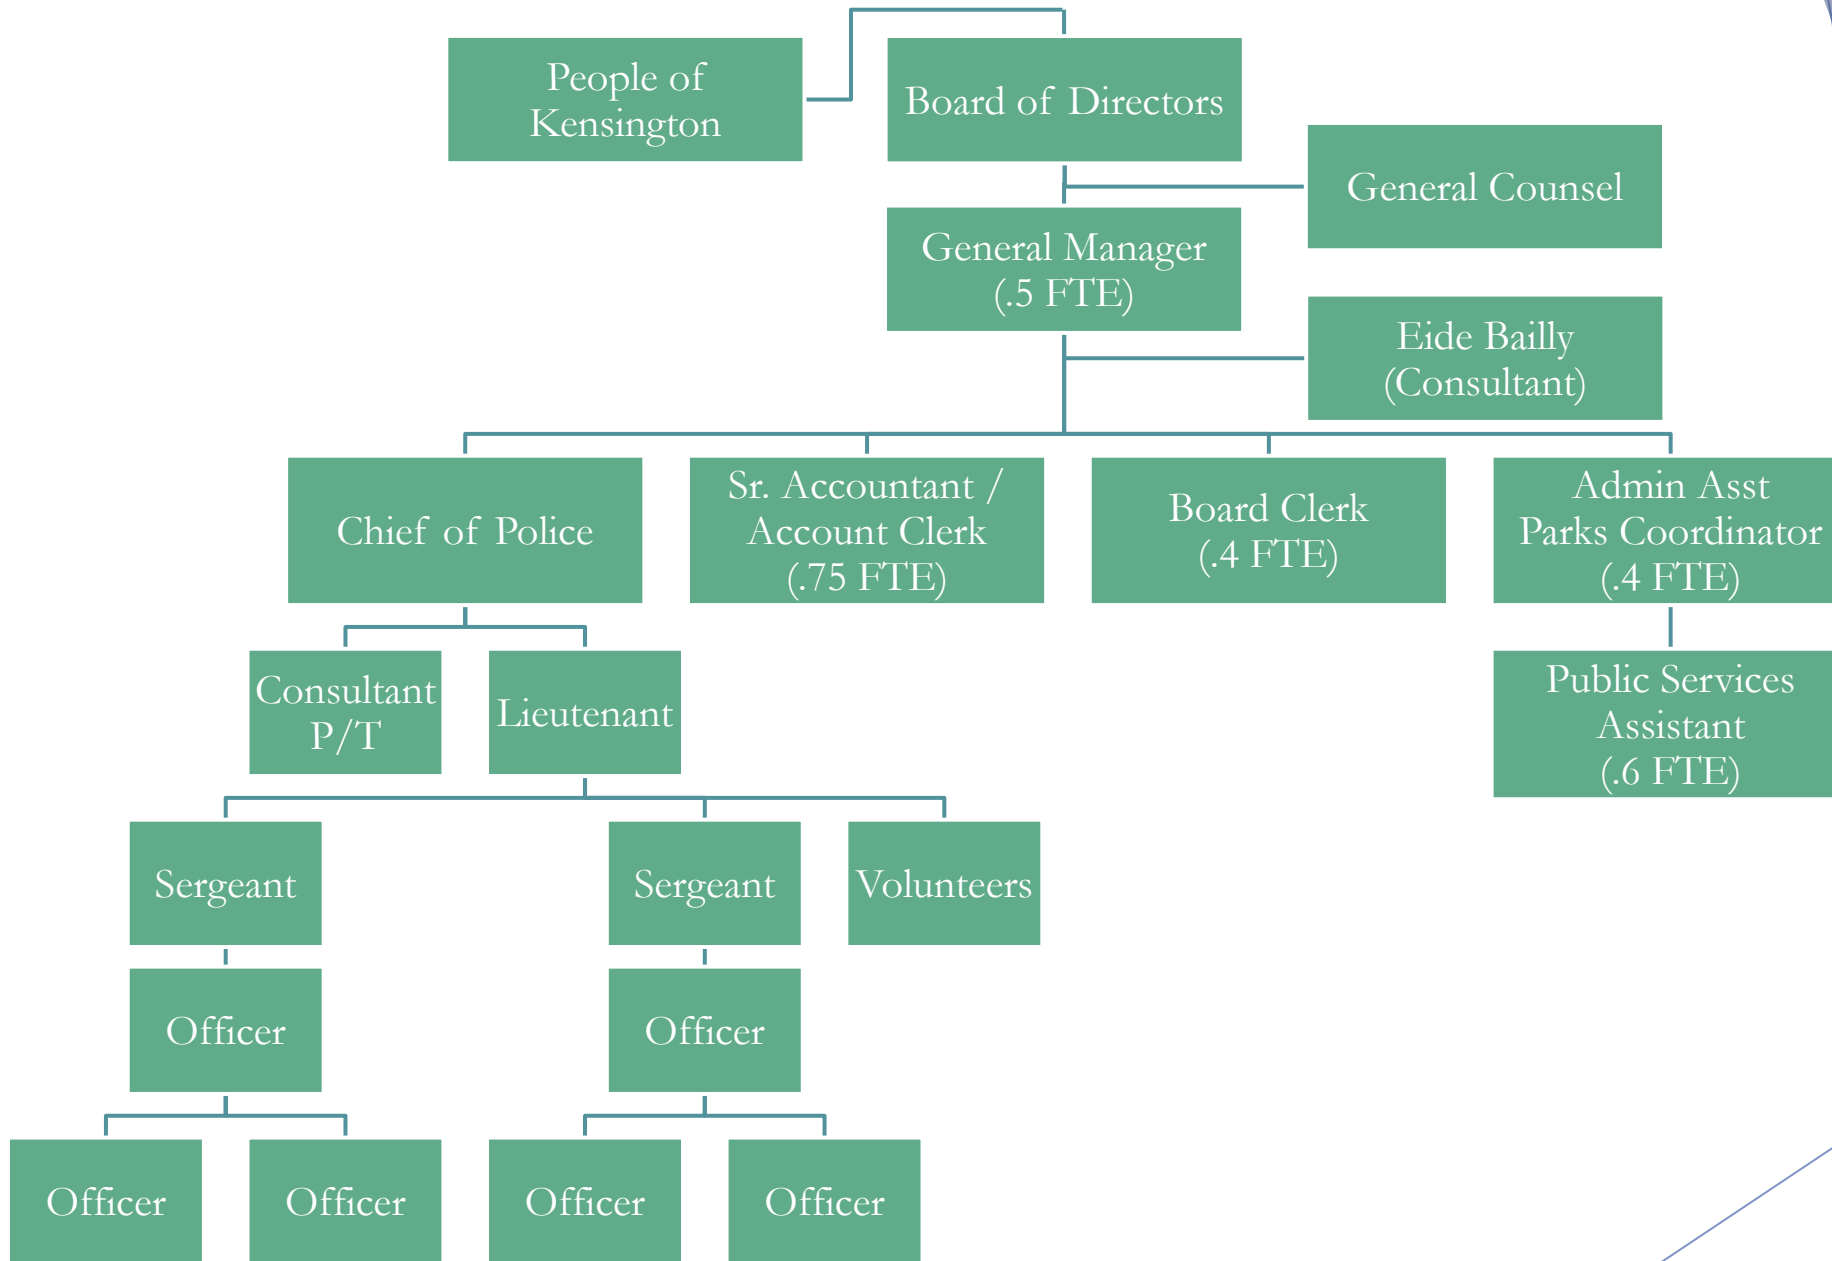 People of
Kensington
Board of Directors
General Counsel
General Manager
(.5 FTE)
Eide Bailly
(Consultant)
Chief of Police
Sr. Accountant /
Account Clerk
(.75 FTE)
Board Clerk
(.4 FTE)
Admin Asst
Parks Coordinator
(.4 FTE)
Consultant
P/T
Lieutenant
Public Services
Assistant
(.6 FTE)
Sergeant
Sergeant
Volunteers
Officer
Officer
Officer
Officer
Officer
Officer